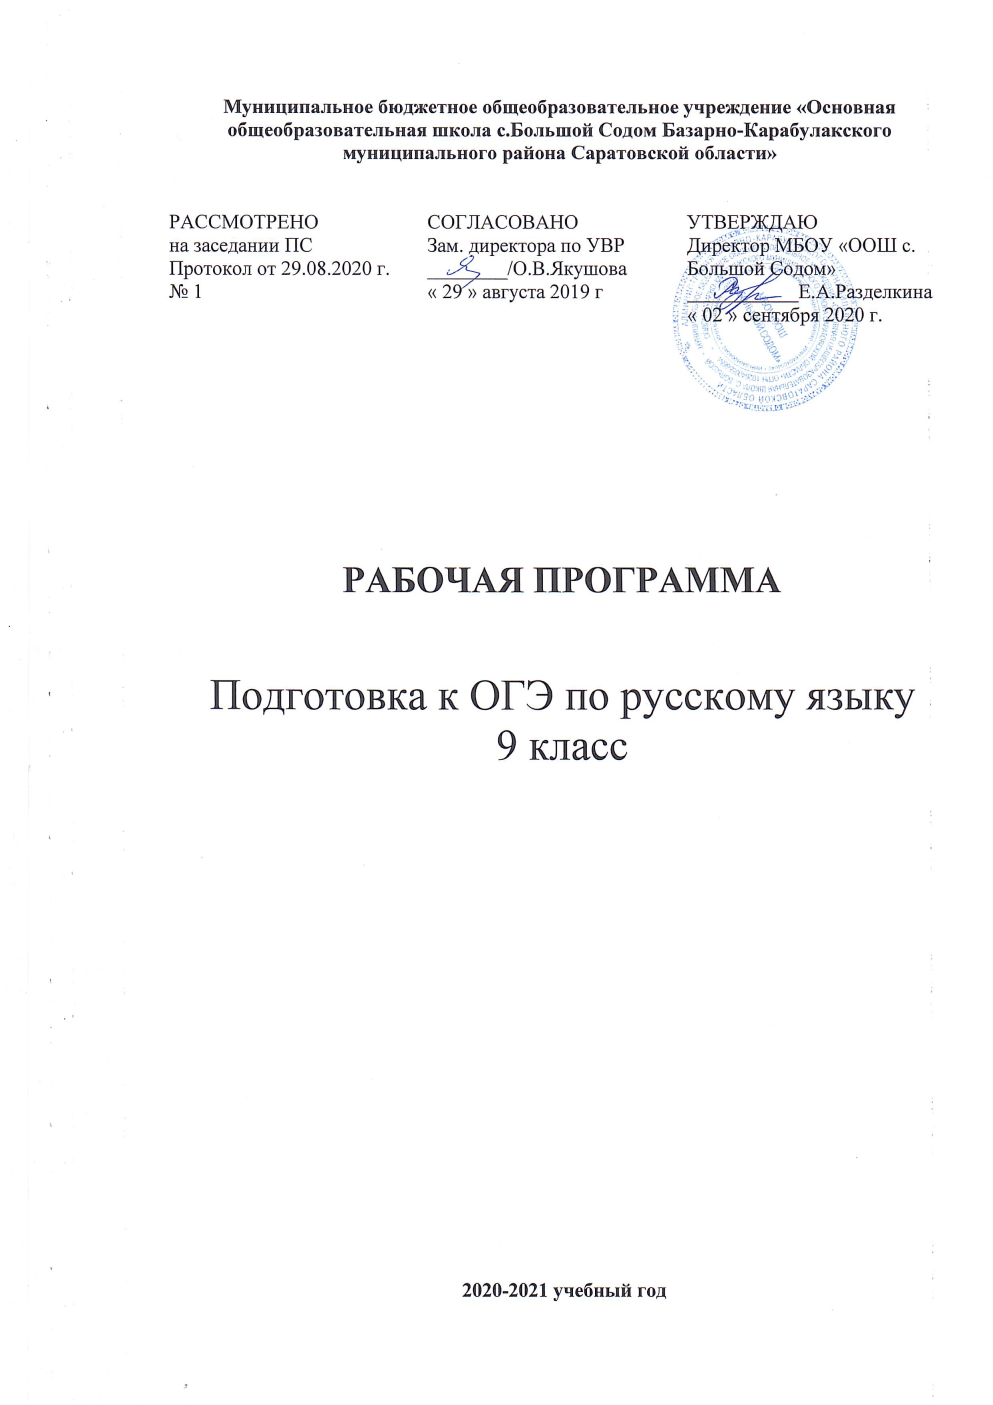 Муниципальное бюджетное общеобразовательное учреждение «Основная
общеобразовательная школа с.Большой Содом Базарно-Карабулакского
муниципального района Саратовской области»
РАССМОТРЕНО
на заседании ПС
Протокол от 29.08.2020 г.
№ 1
СОГЛАСОВАНО
Зам. директора по УВР
________/О.В.Якушова
« 29 » августа 2019 г
УТВЕРЖДАЮ
Директор МБОУ «ООШ с.
Большой Содом»
___________Е.А.Разделкина
« 02 » сентября 2020 г.
РАБОЧАЯ ПРОГРАММА
Подготовка к ОГЭ по русскому языку
9 класс
2020-2021 учебный год